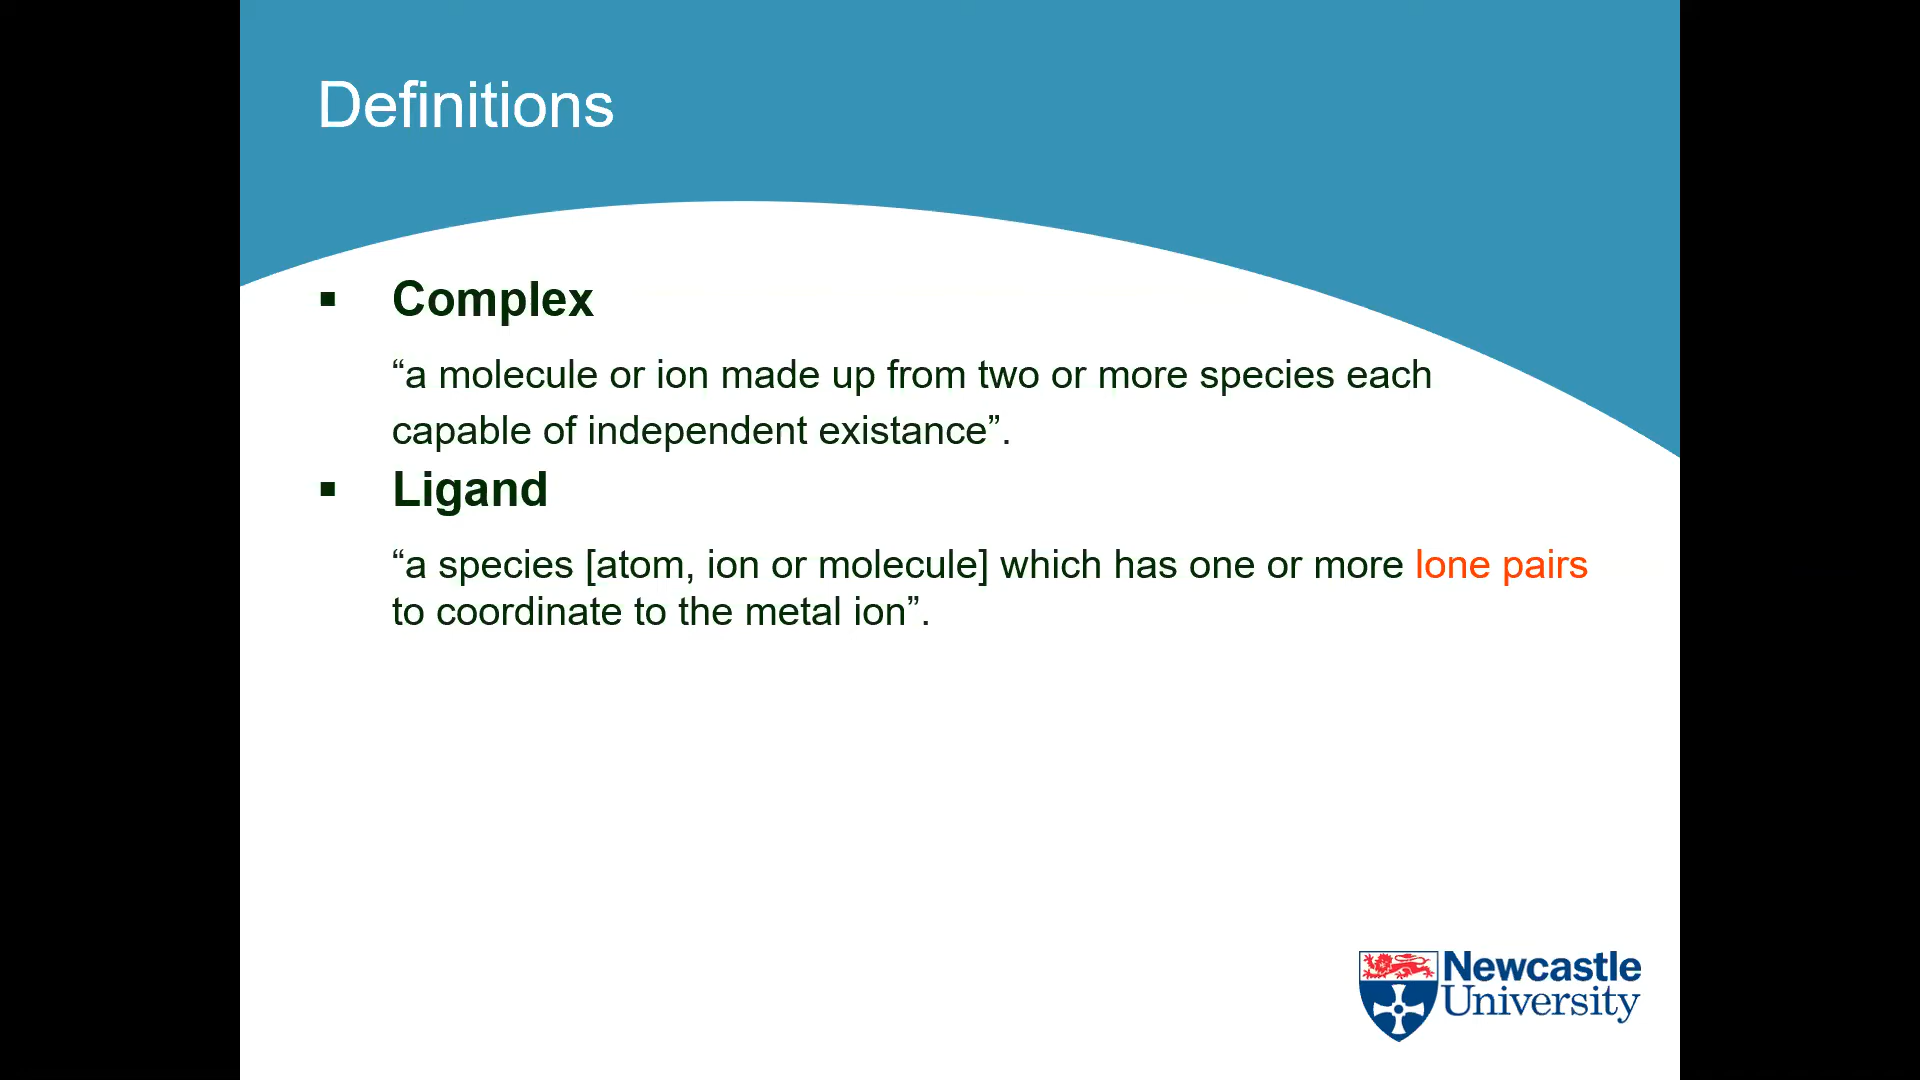 Definitions
▪ Complex
“a molecule or ion made up from two or more species each
capable of independent existance”.
▪ Ligand
“a species [atom, ion or molecule] which has one or more lone pairs
to coordinate to the metal ion”.
Newcastle
University